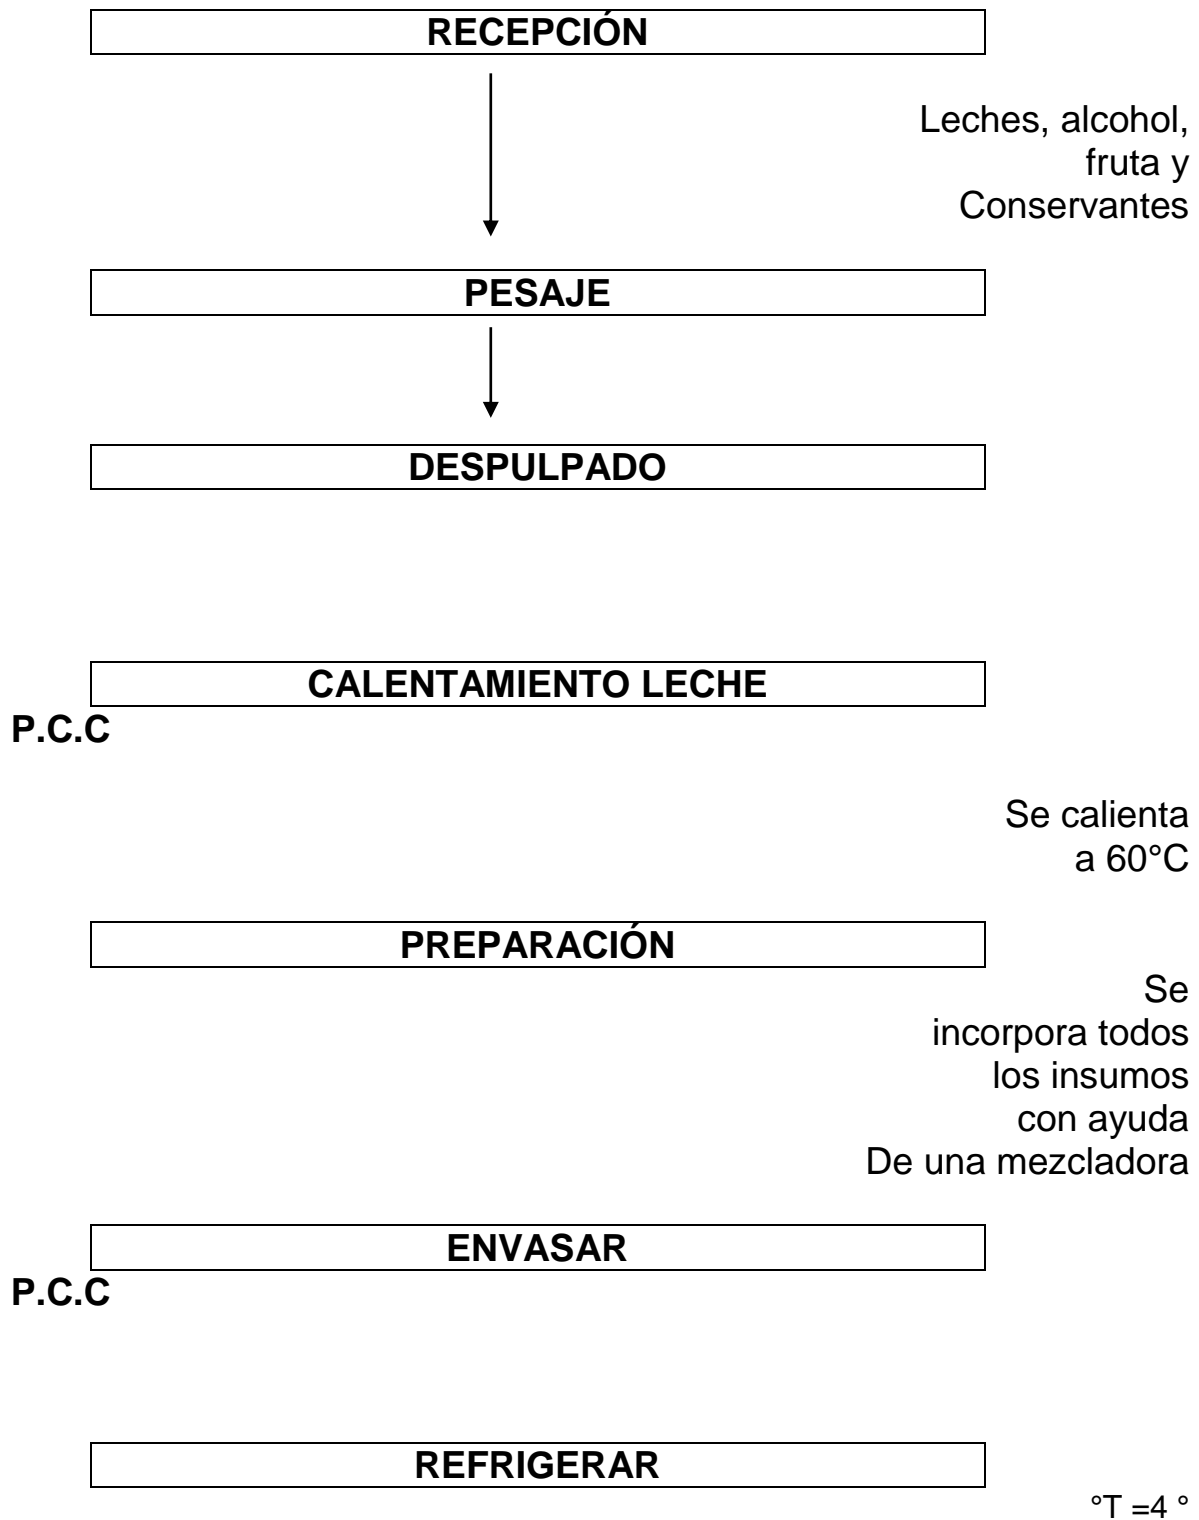 RECEPCIÓN
Leches, alcohol,
fruta y
Conservantes
PESAJE
DESPULPADO
CALENTAMIENTO LECHE
P.C.C
Se calienta
a 60°C
PREPARACIÓN
Se
incorpora todos
los insumos
con ayuda
De una mezcladora
ENVASAR
P.C.C
REFRIGERAR
°T =4 °